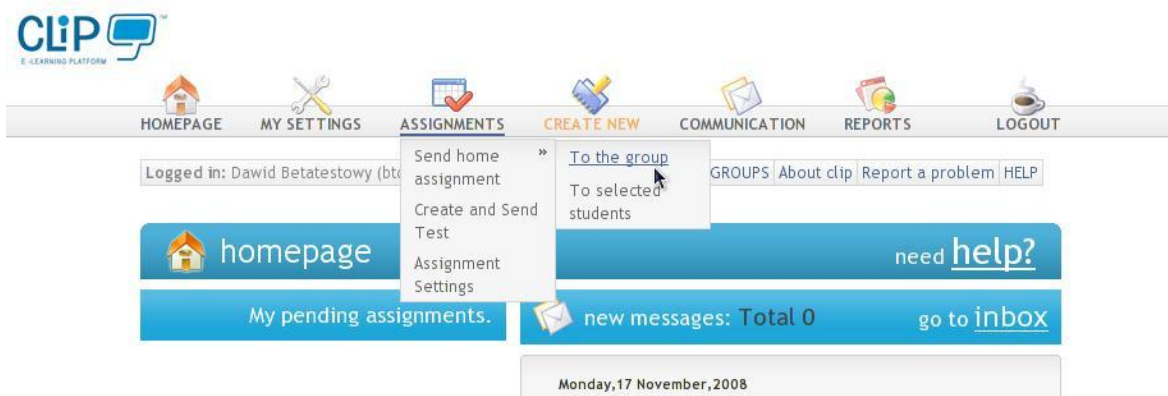 CLiP™
E-LEARNING PLATFORM
HOMEPAGE MY SETTINGS ASSIGNMENTS CREATE NEW COMMUNICATION REPORTS LOGOUT
Send home assignment »
To the group
To selected students
Create and Send Test
Assignment Settings
Logged in: Dawid Betatestowy GROUPS About clip Report a problem HELP
homepage need help?
My pending assignments.
new messages: Total 0 go to inbox
Monday,17 November,2008